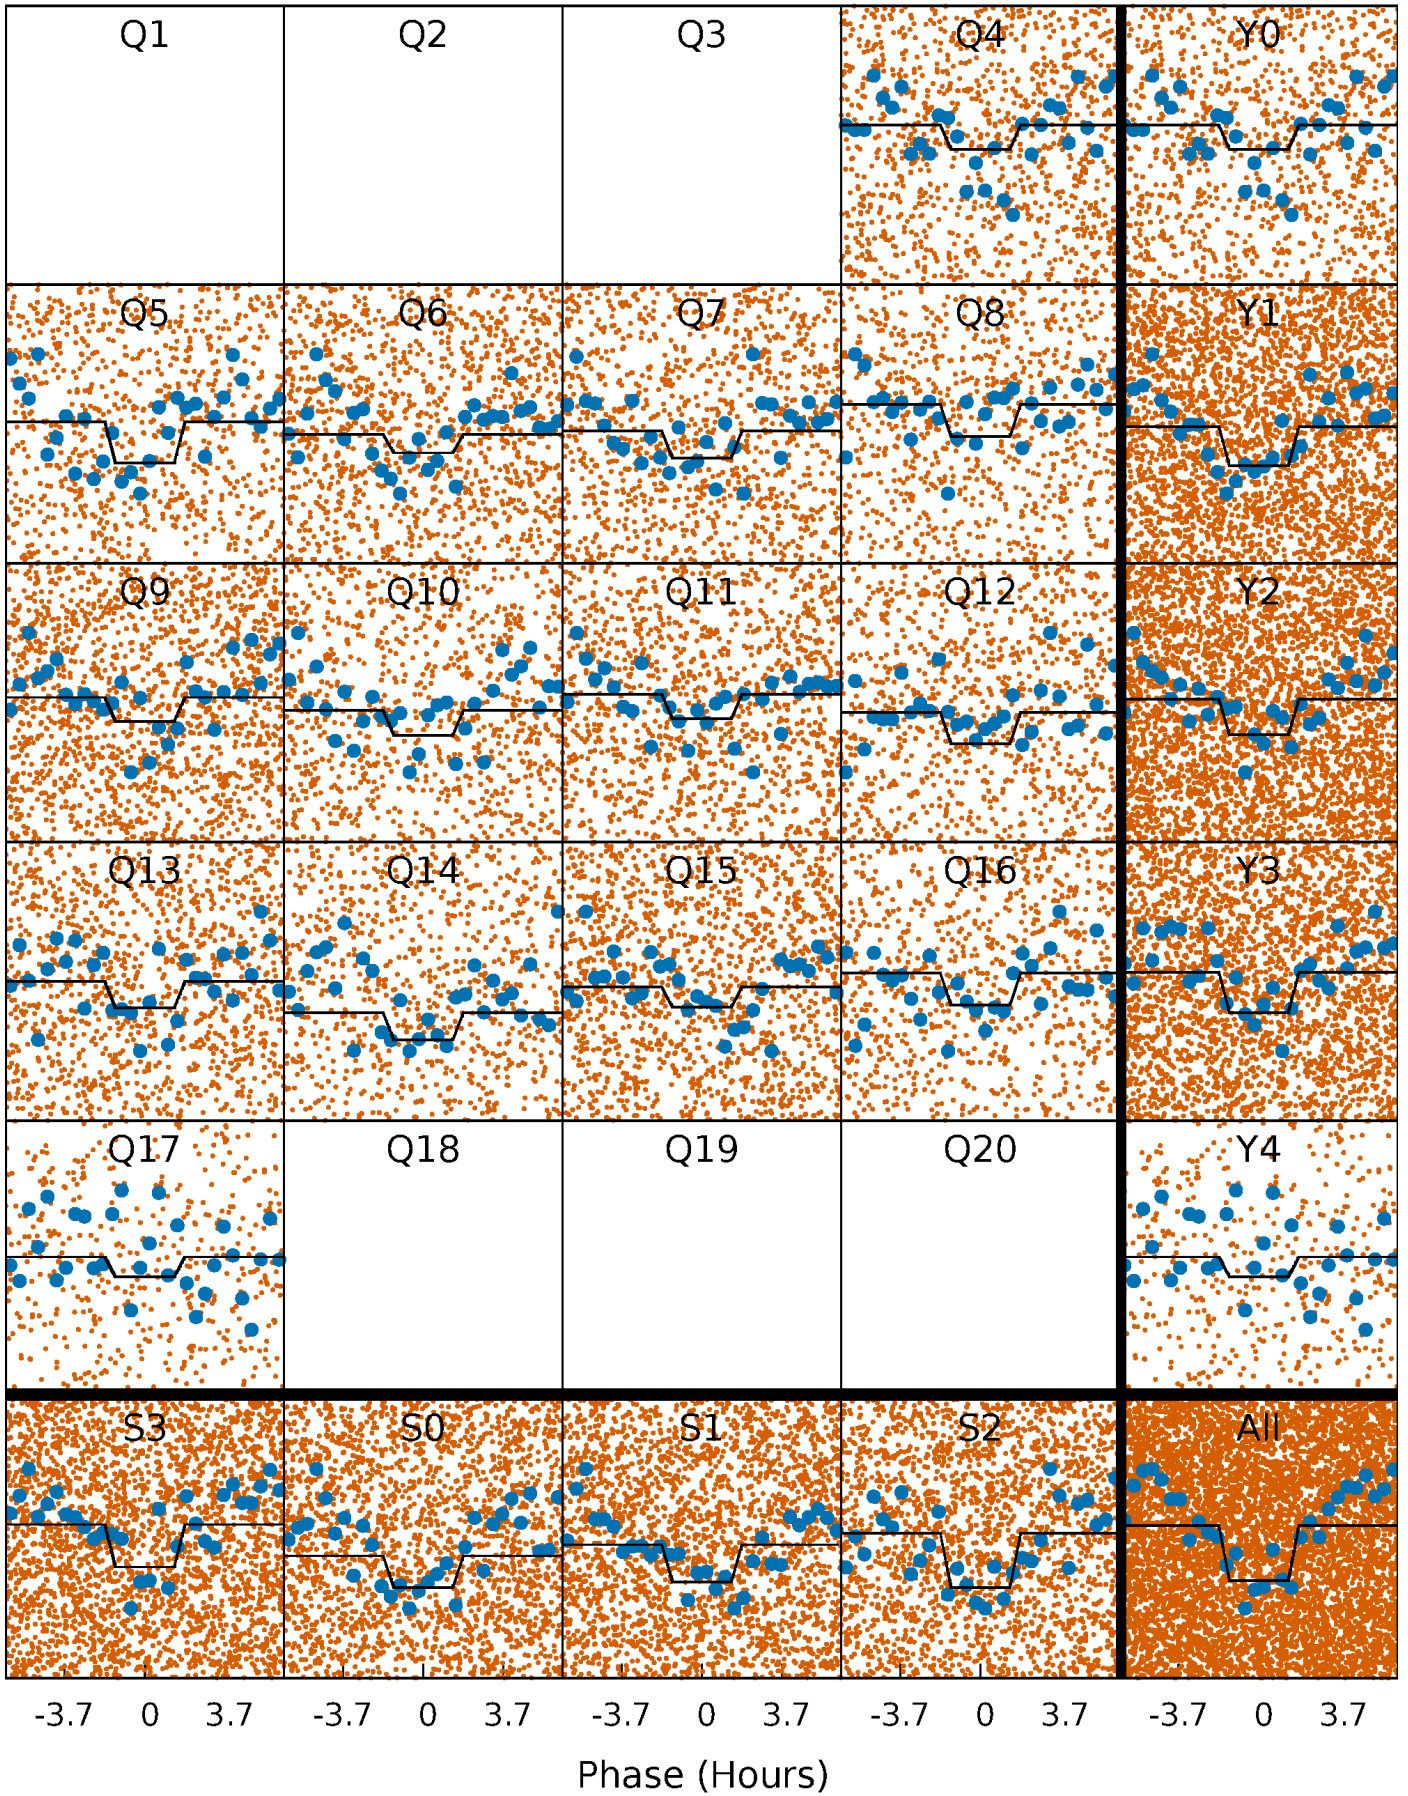 Q1 Q2 Q3 Q4 Y0
Q5 Q6 Q7 Q8 Y1
Q9 Q10 Q11 Q12 Y2
Q13 Q14 Q15 Q16 Y3
Q17 Q18 Q19 Q20 Y4
S3 S0 S1 S2 All
-3.7 0 3.7 -3.7 0 3.7 -3.7 0 3.7 -3.7 0 3.7 -3.7 0 3.7
Phase (Hours)